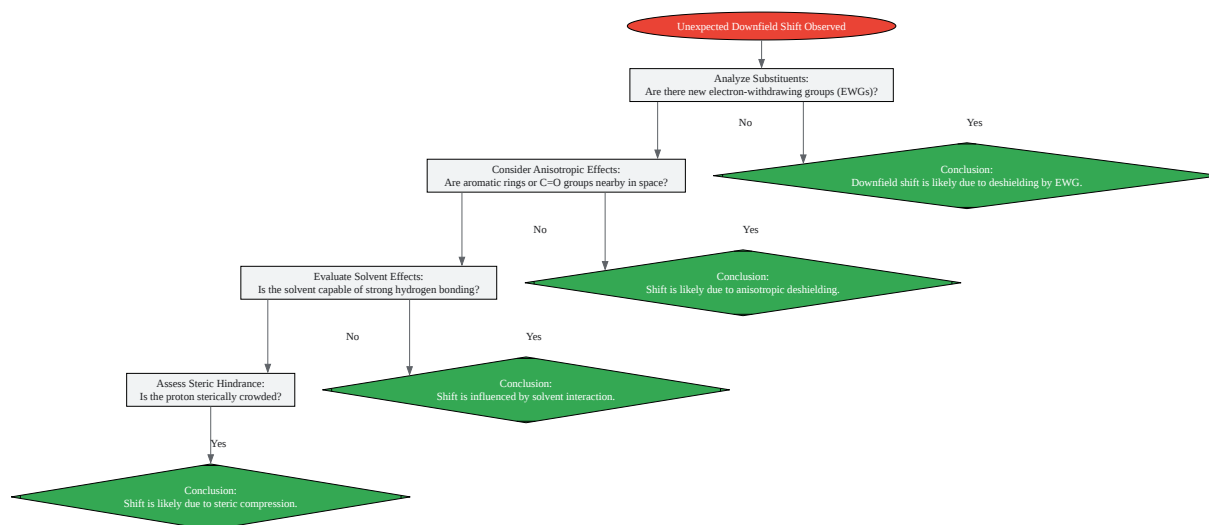 Unexpected Downfield Shift Observed
Analyze Substituents:
Are there new electron-withdrawing groups (EWGs)?
No
Yes
Consider Anisotropic Effects:
Are aromatic rings or C=O groups nearby in space?
Conclusion:
Downfield shift is likely due to deshielding by EWG.
No
Yes
Evaluate Solvent Effects:
Is the solvent capable of strong hydrogen bonding?
Conclusion:
Shift is likely due to anisotropic deshielding.
No
Yes
Assess Steric Hindrance:
Is the proton sterically crowded?
Conclusion:
Shift is influenced by solvent interaction.
Yes
Conclusion:
Shift is likely due to steric compression.